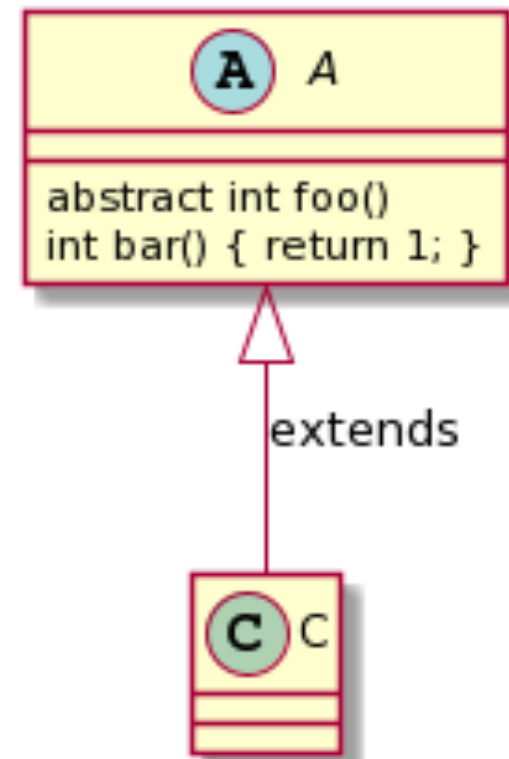 A A
abstract int foo()
int bar() { return 1; }
extends
C C